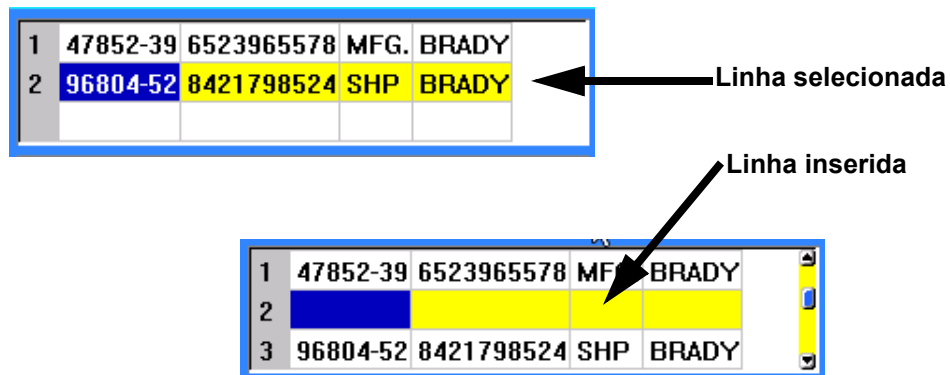 1 47852-39 6523965578 MFG. BRADY
2 96804-52 8421798524 SHP BRADY
Linha selecionada
Linha inserida
1 47852-39 6523965578 MFG BRADY
2
3 96804-52 8421798524 SHP BRADY